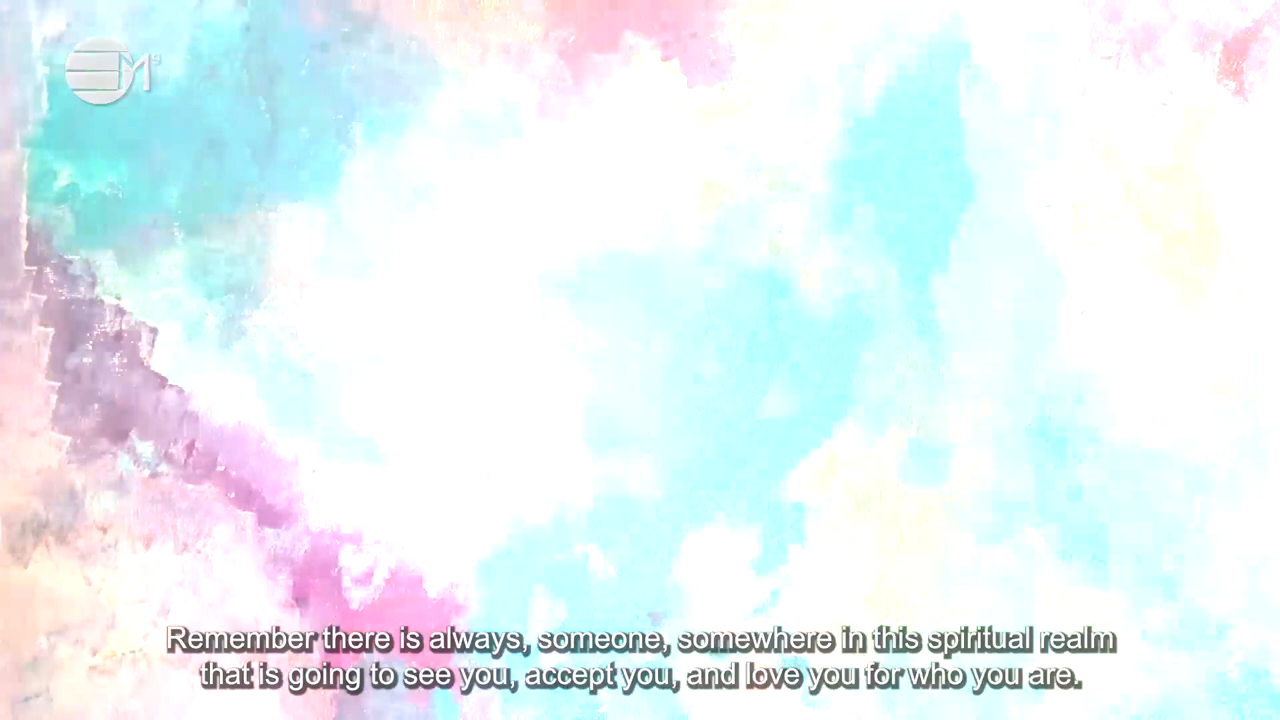 EM9
Remember there is always, someone, somewhere in this spiritual realm
that is going to see you, accept you, and love you for who you are.